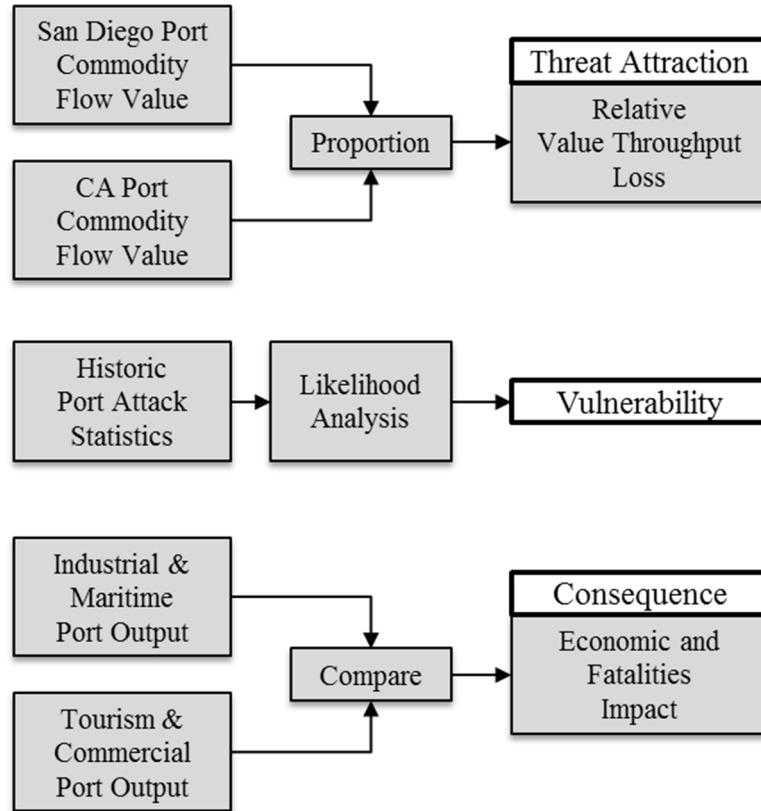 San Diego Port
Commodity
Flow Value
Proportion
Threat Attraction
Relative
Value Throughput
Loss
CA Port
Commodity
Flow Value
Historic
Port Attack
Statistics
Likelihood
Analysis
Vulnerability
Industrial &
Maritime
Port Output
Compare
Consequence
Economic and
Fatalities
Impact
Tourism &
Commercial
Port Output